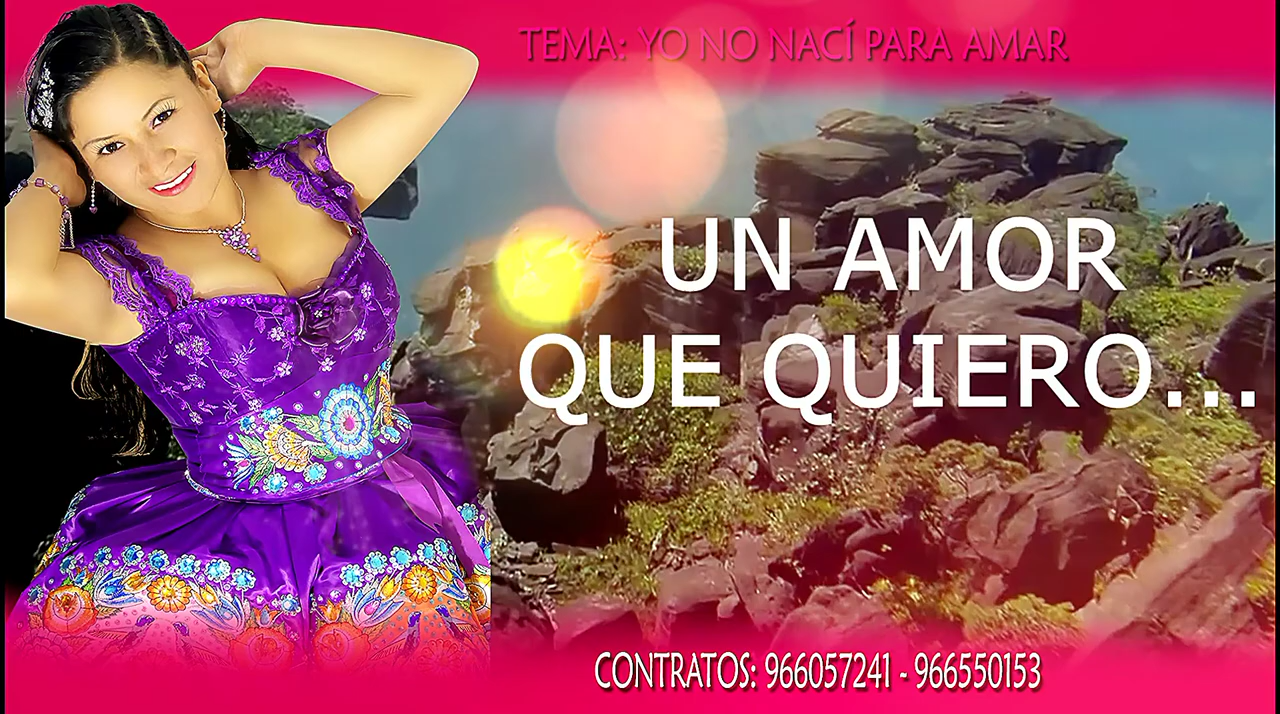 TEMA: YO NO NACÍ PARA AMAR
UN AMOR
QUE QUIERO...
CONTRATOS: 966057241 - 966550153